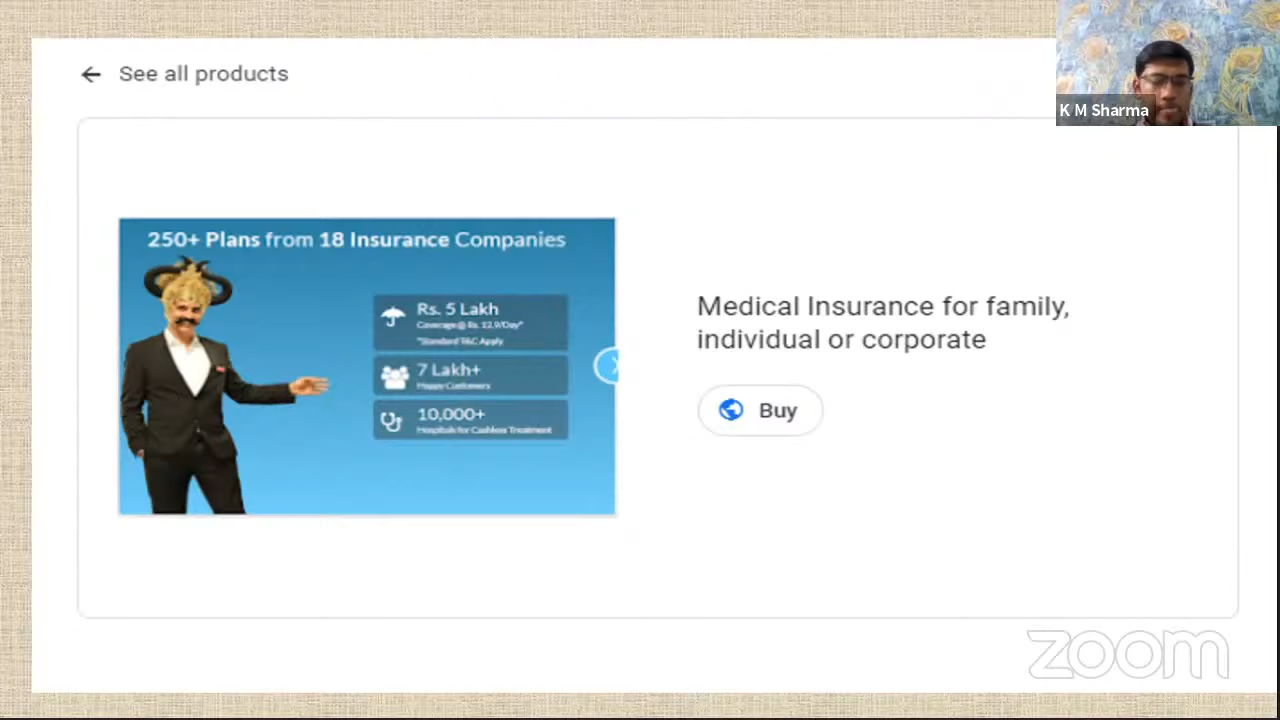 See all products
K M Sharma
250+ Plans from 18 Insurance Companies
Rs. 5 Lakh
Coverage@ Rs. 12.9/Day*
*Standard T&C Apply
7 Lakh+
Happy Customers
10,000+
Hospitals for Cashless Treatment
Medical Insurance for family,
individual or corporate
Buy
zoom